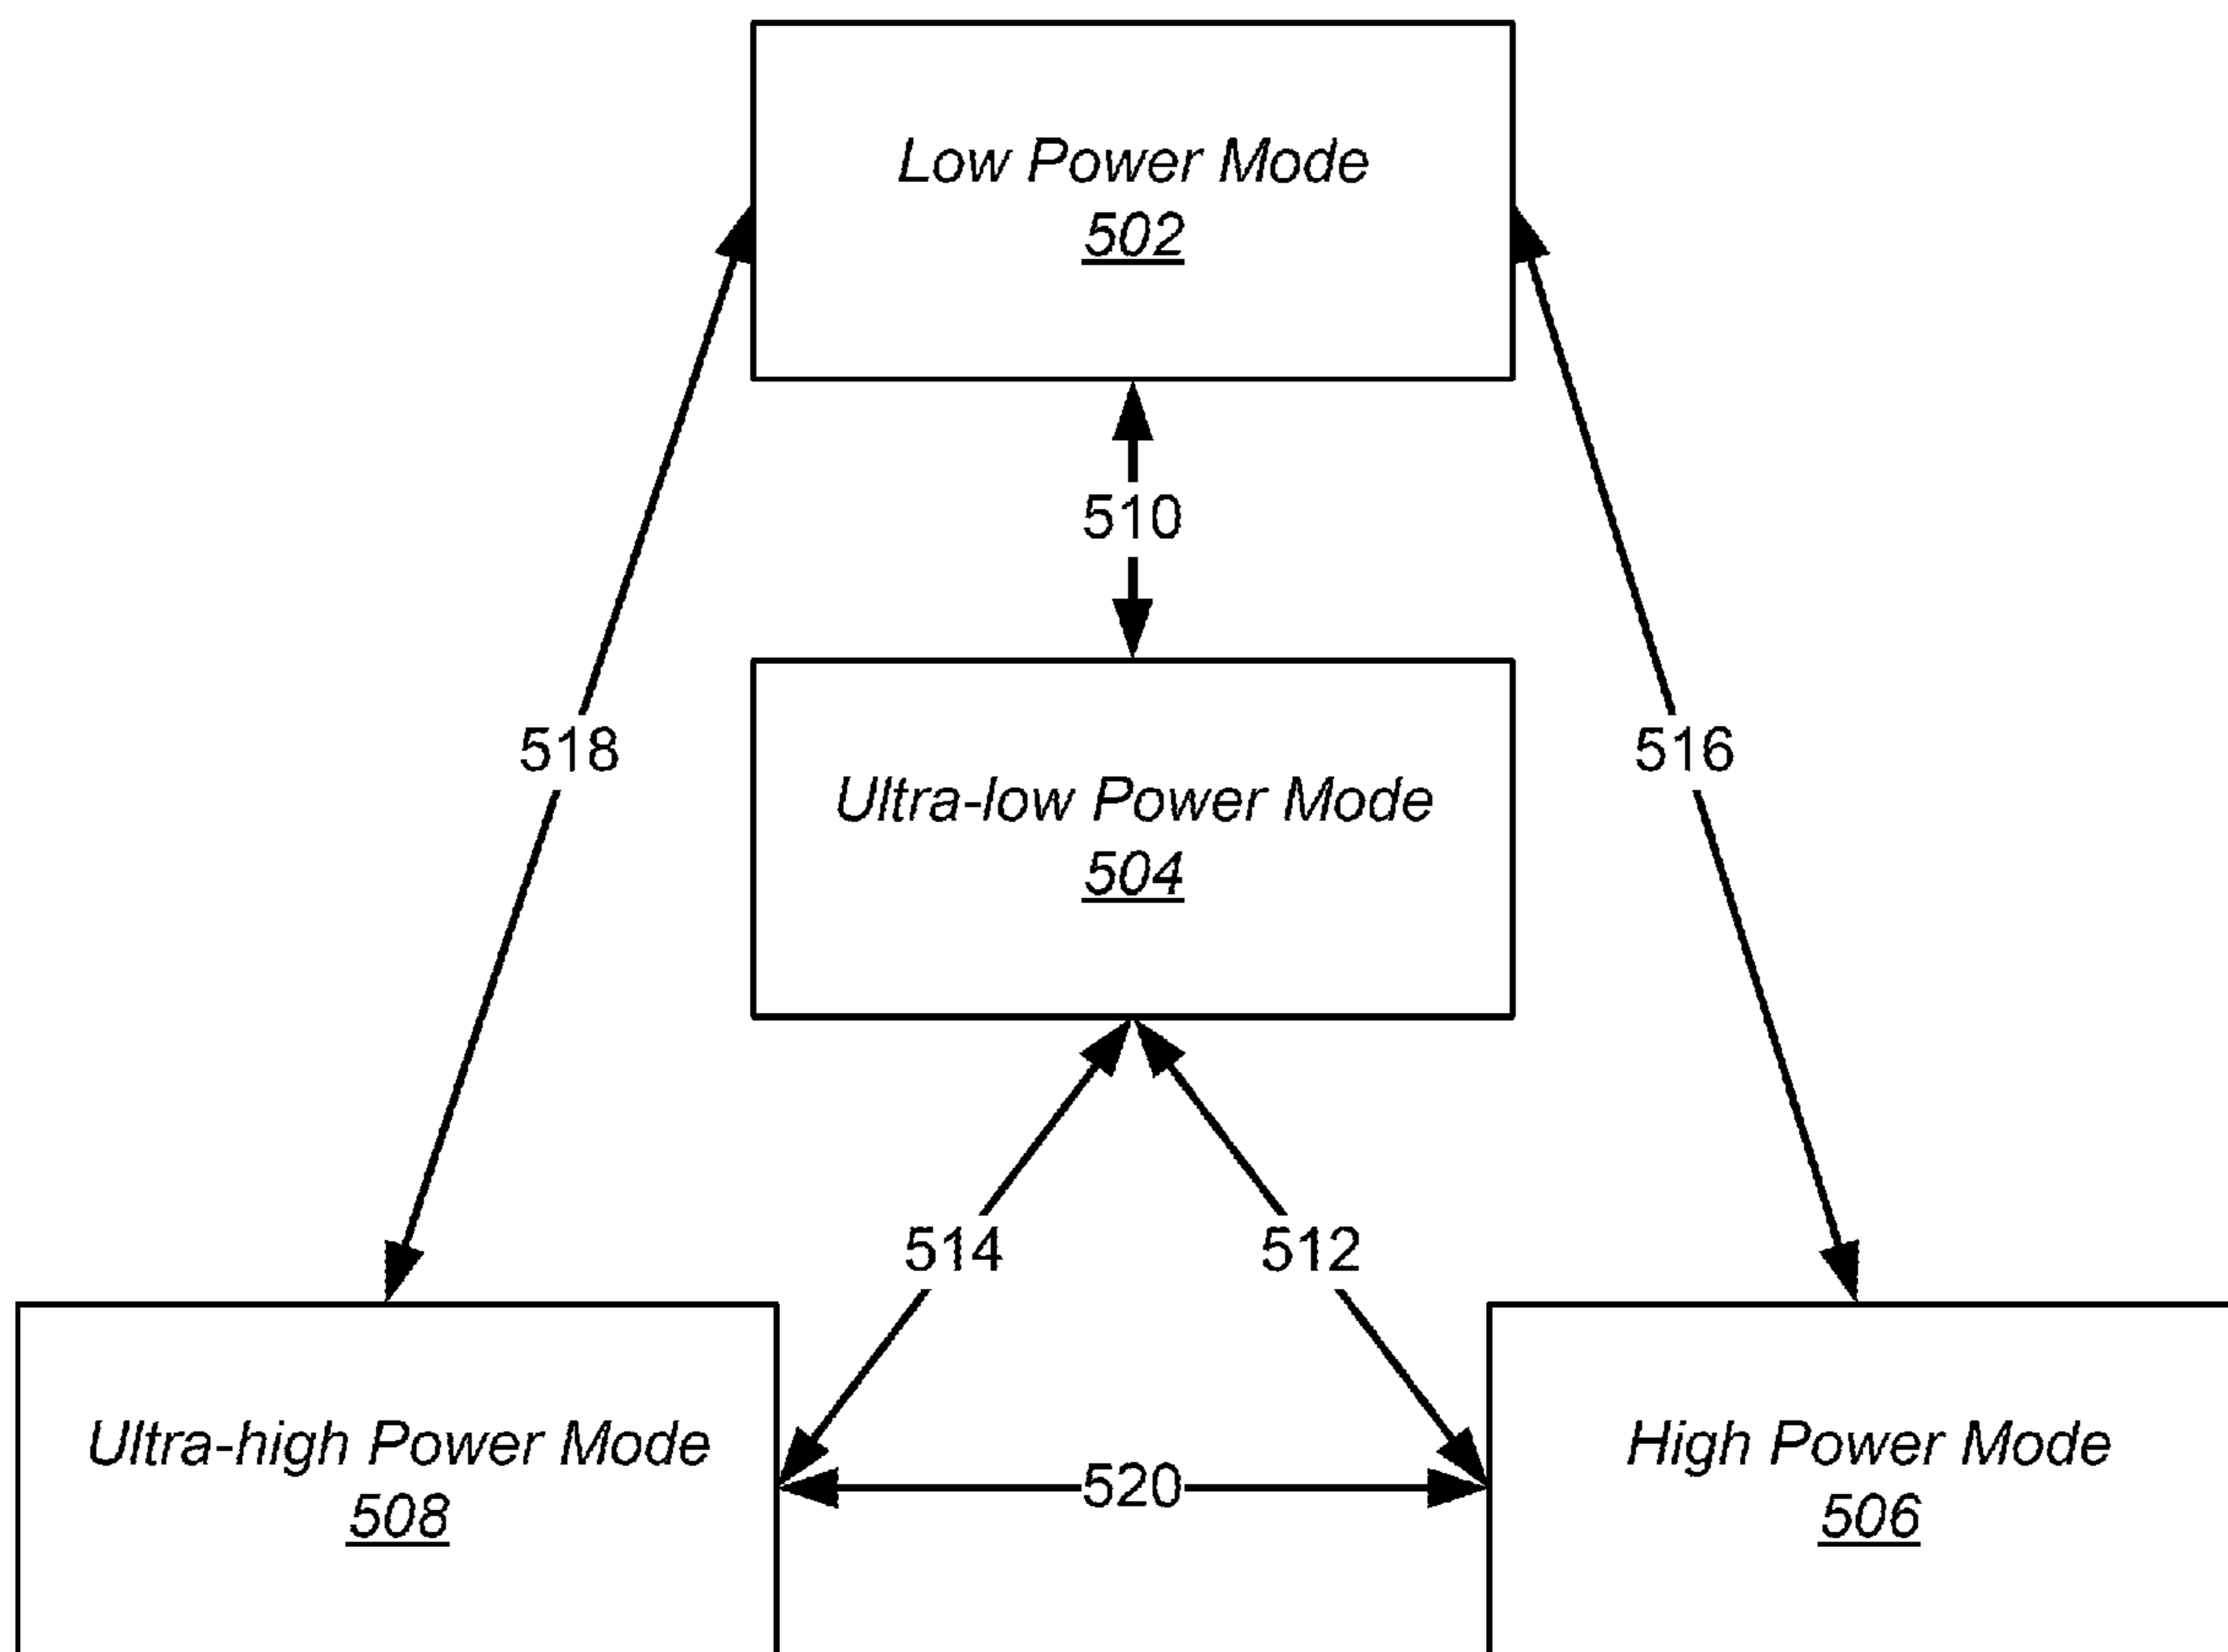 Low Power Mode
502
510
518
516
Ultra-low Power Mode
504
514
512
Ultra-high Power Mode
508
520
High Power Mode
506